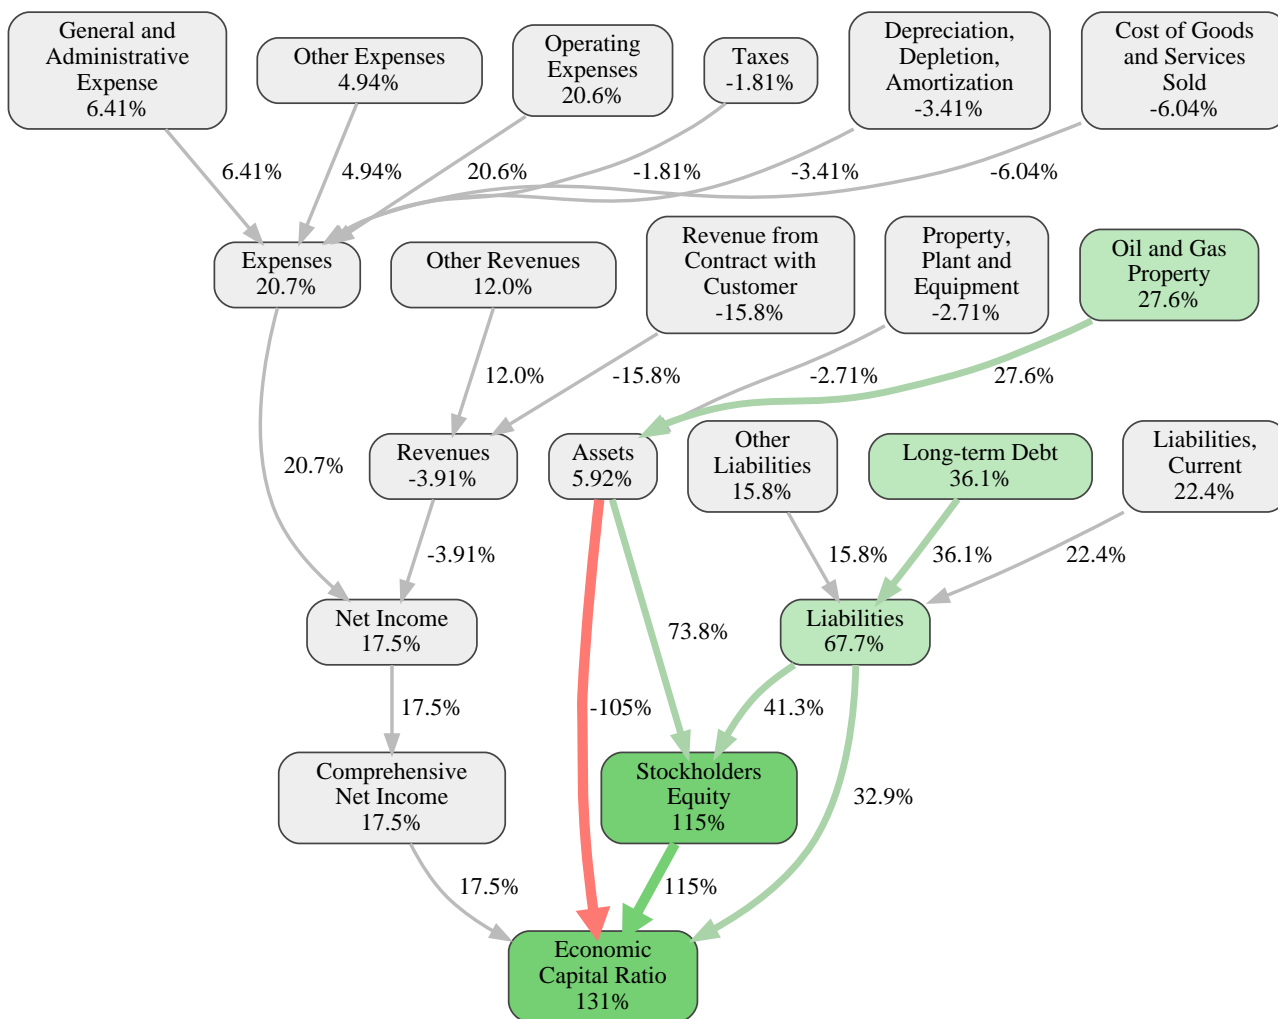 General and
Administrative
Expense
6.41%
Other Expenses
4.94%
Operating
Expenses
20.6%
Taxes
-1.81%
Depreciation,
Depletion,
Amortization
-3.41%
Cost of Goods
and Services
Sold
-6.04%
6.41%
4.94%
20.6%
-1.81%
-3.41%
-6.04%
Expenses
20.7%
Other Revenues
12.0%
Revenue from
Contract with
Customer
-15.8%
Property,
Plant and
Equipment
-2.71%
Oil and Gas
Property
27.6%
12.0%
-15.8%
-2.71%
27.6%
20.7%
Revenues
-3.91%
Assets
5.92%
Other
Liabilities
15.8%
Long-term Debt
36.1%
Liabilities,
Current
22.4%
-3.91%
15.8%
36.1%
22.4%
Net Income
17.5%
73.8%
Liabilities
67.7%
17.5%
-105%
41.3%
Comprehensive
Net Income
17.5%
Stockholders
Equity
115%
32.9%
17.5%
115%
Economic
Capital Ratio
131%